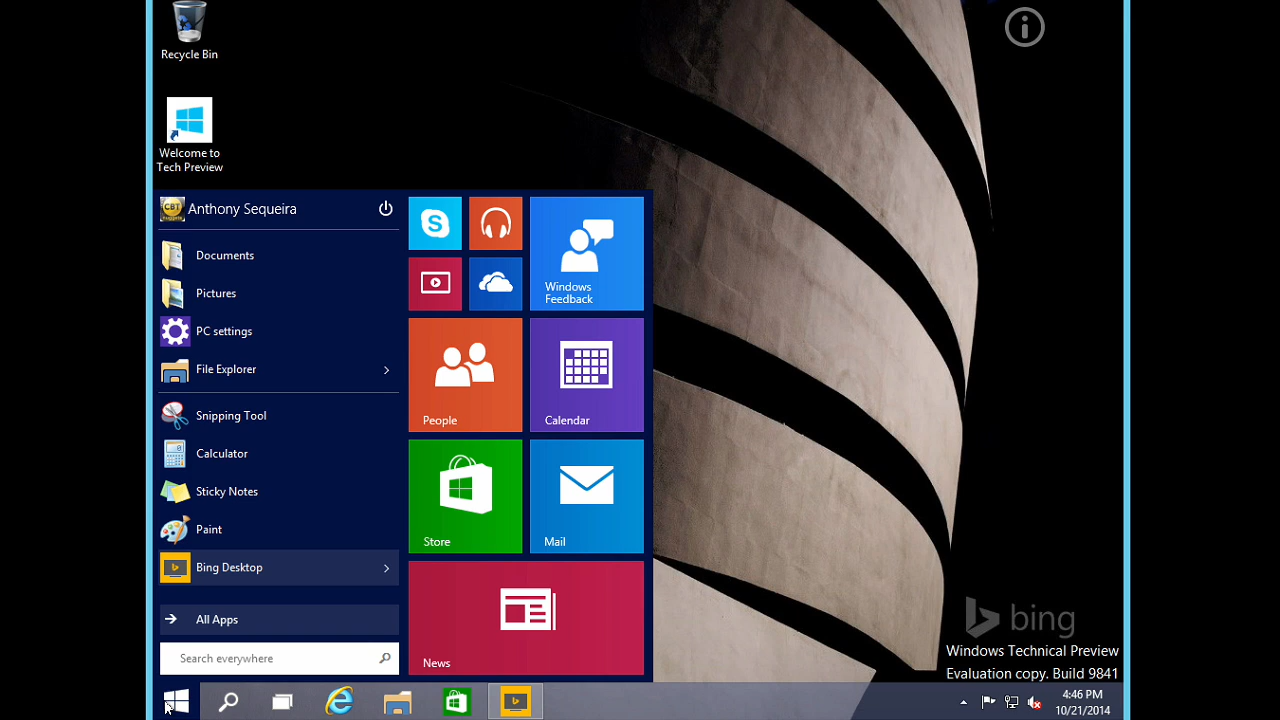 Recycle Bin
Welcome to
Tech Preview
CBT
Anthony Sequeira
Documents
Pictures
PC settings
File Explorer
Snipping Tool
Calculator
Sticky Notes
Paint
Bing Desktop
All Apps
Search everywhere
Windows
Feedback
People
Calendar
Store
Mail
News
bing
Windows Technical Preview
Evaluation copy. Build 9841
4:46 PM
10/21/2014